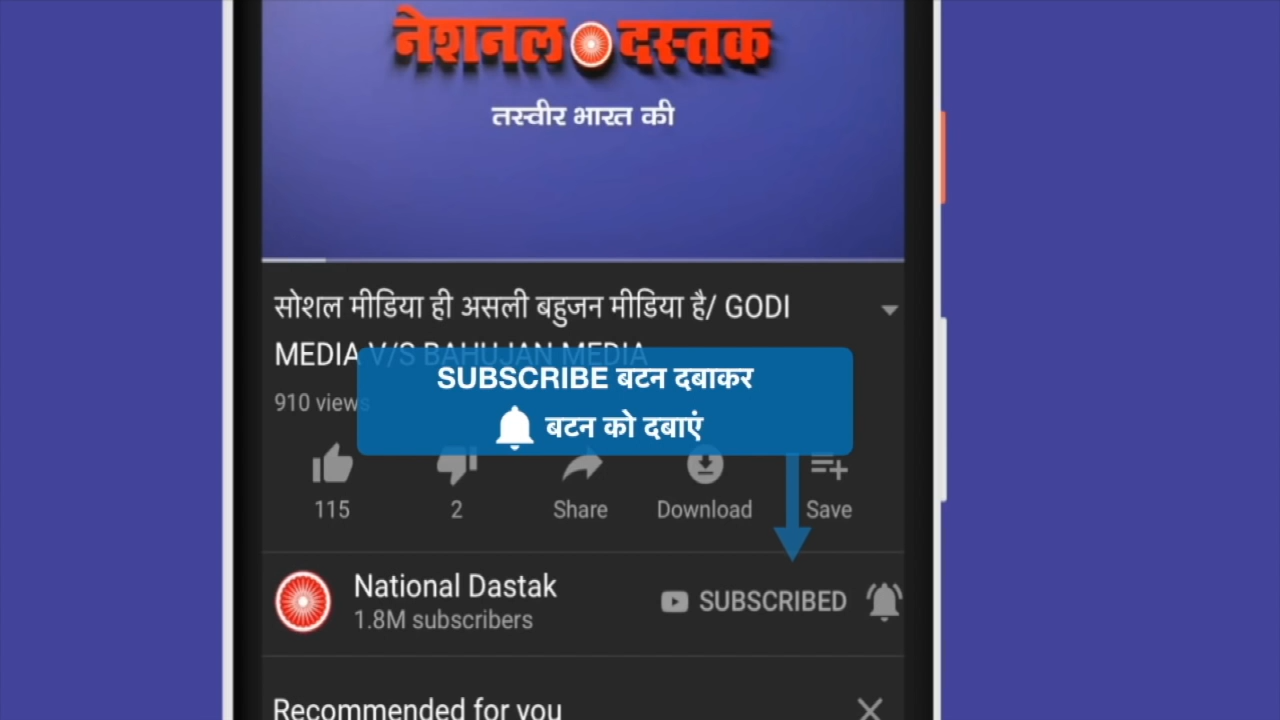 नेशनल दस्तक
तस्वीर भारत की
सोशल मीडिया ही असली बहुजन मीडिया है/ GODI
MEDIA V/S BAHUJAN MEDIA
910 views
SUBSCRIBE बटन दबाकर
बटन को दबाएं
115
2
Share
Download
Save
National Dastak
1.8M subscribers
SUBSCRIBED
Recommended for you